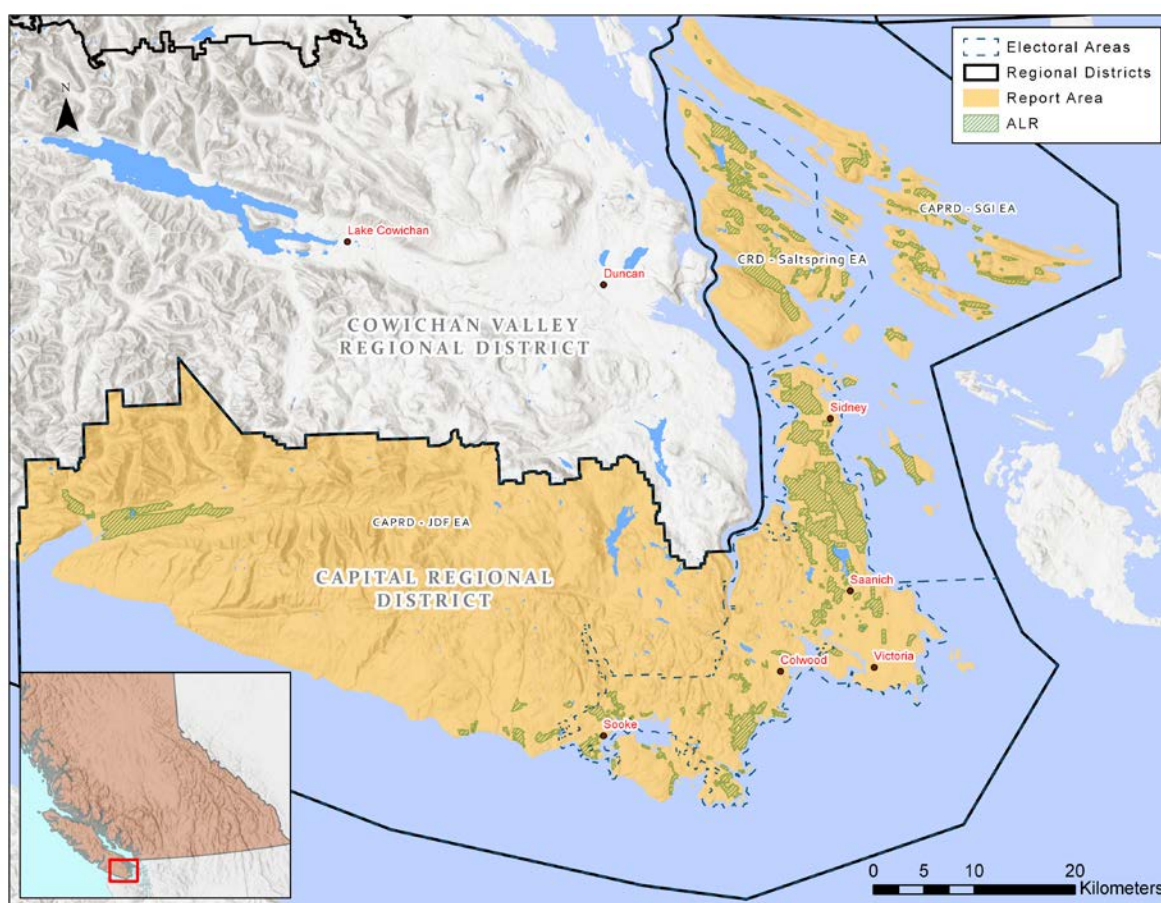 Electoral Areas
Regional Districts
Report Area
ALR
N
CAPRD - SGI EA
Lake Cowichan
CRD - Saltspring EA
Duncan
COWICHAN VALLEY
REGIONAL DISTRICT
Sidney
CAPRD - JDF EA
CAPITAL REGIONAL
DISTRICT
Saanich
Colwood
Victoria
Sooke
0 5 10 20
Kilometers